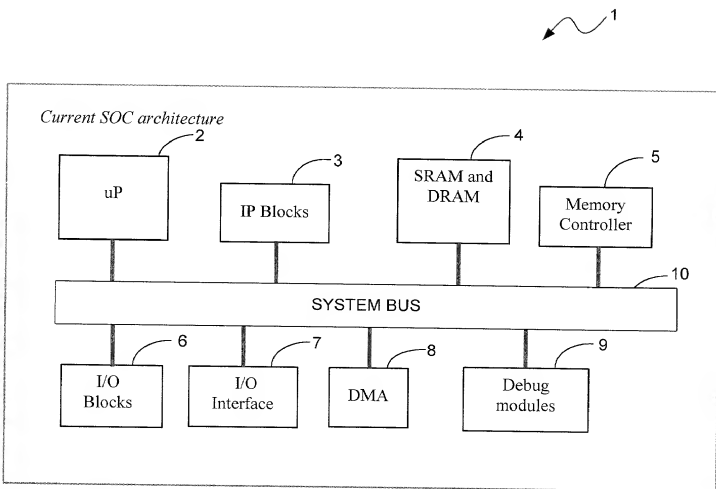 1
Current SOC architecture
2
uP
3
IP Blocks
4
SRAM and
DRAM
5
Memory
Controller
10
SYSTEM BUS
6
I/O
Blocks
7
I/O
Interface
8
DMA
9
Debug
modules